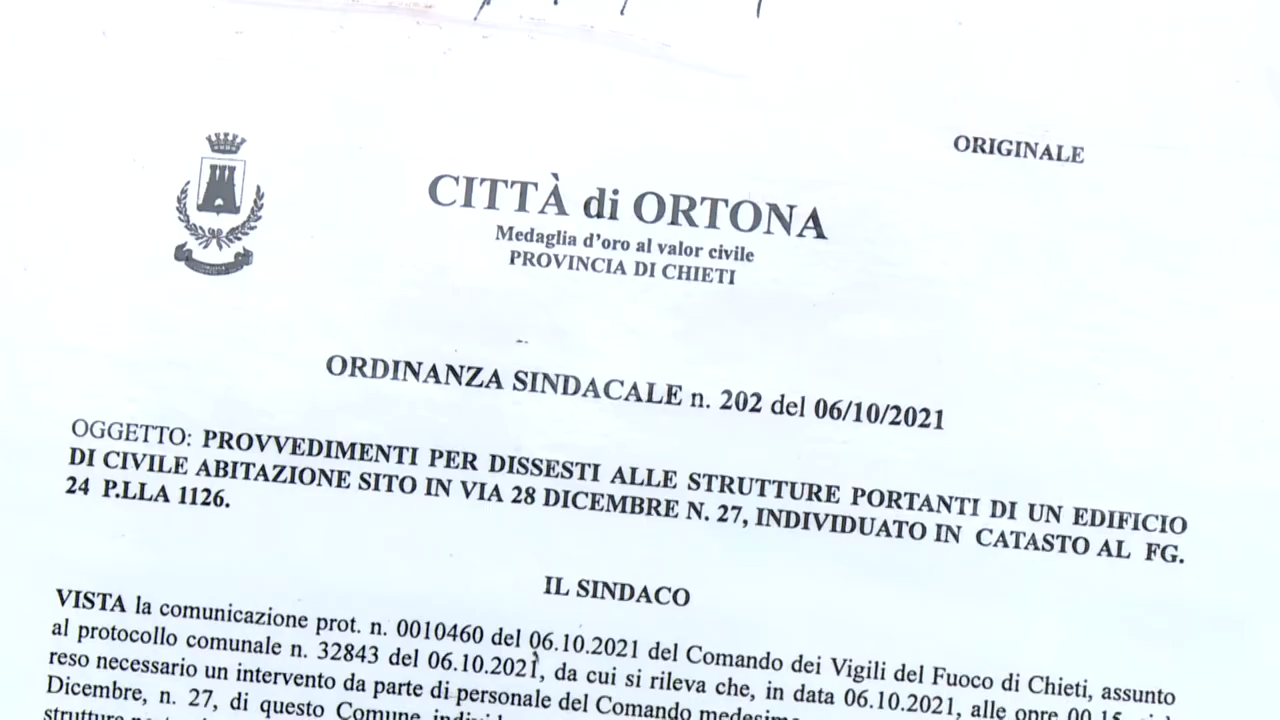 ORIGINALE
CITTÀ di ORTONA
Medaglia d'oro al valor civile
PROVINCIA DI CHIETI
ORDINANZA SINDACALE n. 202 del 06/10/2021
OGGETTO: PROVVEDIMENTI PER DISSESTI ALLE STRUTTURE PORTANTI DI UN EDIFICIO
DI CIVILE ABITAZIONE SITO IN VIA 28 DICEMBRE N. 27, INDIVIDUATO IN CATASTO AL FG.
24 P.LLA 1126.
IL SINDACO
VISTA la comunicazione prot. n. 0010460 del 06.10.2021 del Comando dei Vigili del Fuoco di Chieti, assunto
al protocollo comunale n. 32843 del 06.10.2021, da cui si rileva che, in data 06.10.2021, alle opre 00.15
reso necessario un intervento da parte di personale del Comando
Dicembre, n. 27, di questo Comune